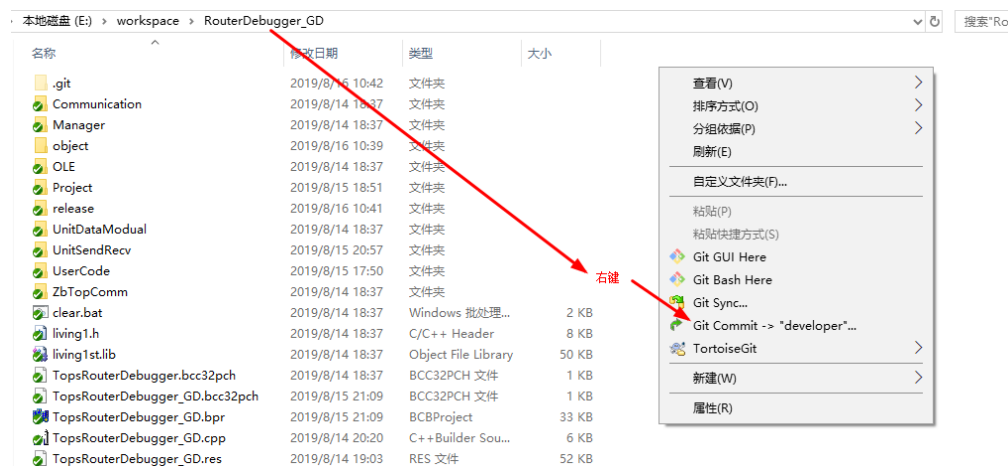 本地磁盘 (E:) › workspace › RouterDebugger_GD 搜索"Ro
名称 修改日期 类型 大小
.git 2019/8/16 10:42 文件夹
Communication 2019/8/14 18:37 文件夹
Manager 2019/8/14 18:37 文件夹
object 2019/8/16 10:39 文件夹
OLE 2019/8/14 18:37 文件夹
Project 2019/8/15 18:51 文件夹
release 2019/8/16 10:41 文件夹
UnitDataModual 2019/8/14 18:37 文件夹
UnitSendRecv 2019/8/15 20:57 文件夹
UserCode 2019/8/15 17:50 文件夹
ZbTopComm 2019/8/14 18:37 文件夹
clear.bat 2019/8/14 18:37 Windows 批处理... 2 KB
living1.h 2019/8/14 18:37 C/C++ Header 8 KB
living1st.lib 2019/8/14 18:37 Object File Library 50 KB
TopsRouterDebugger.bcc32pch 2019/8/14 18:37 BCC32PCH 文件 1 KB
TopsRouterDebugger_GD.bcc32pch 2019/8/15 21:09 BCC32PCH 文件 1 KB
TopsRouterDebugger_GD.bpr 2019/8/15 21:09 BCBProject 33 KB
TopsRouterDebugger_GD.cpp 2019/8/14 20:20 C++Builder Sou... 6 KB
TopsRouterDebugger_GD.res 2019/8/14 19:03 RES 文件 52 KB
右键
查看(V)
排序方式(O)
分组依据(P)
刷新(E)
自定义文件夹(F)...
粘贴(P)
粘贴快捷方式(S)
Git GUI Here
Git Bash Here
Git Sync...
Git Commit -> "developer"...
TortoiseGit
新建(W)
属性(R)